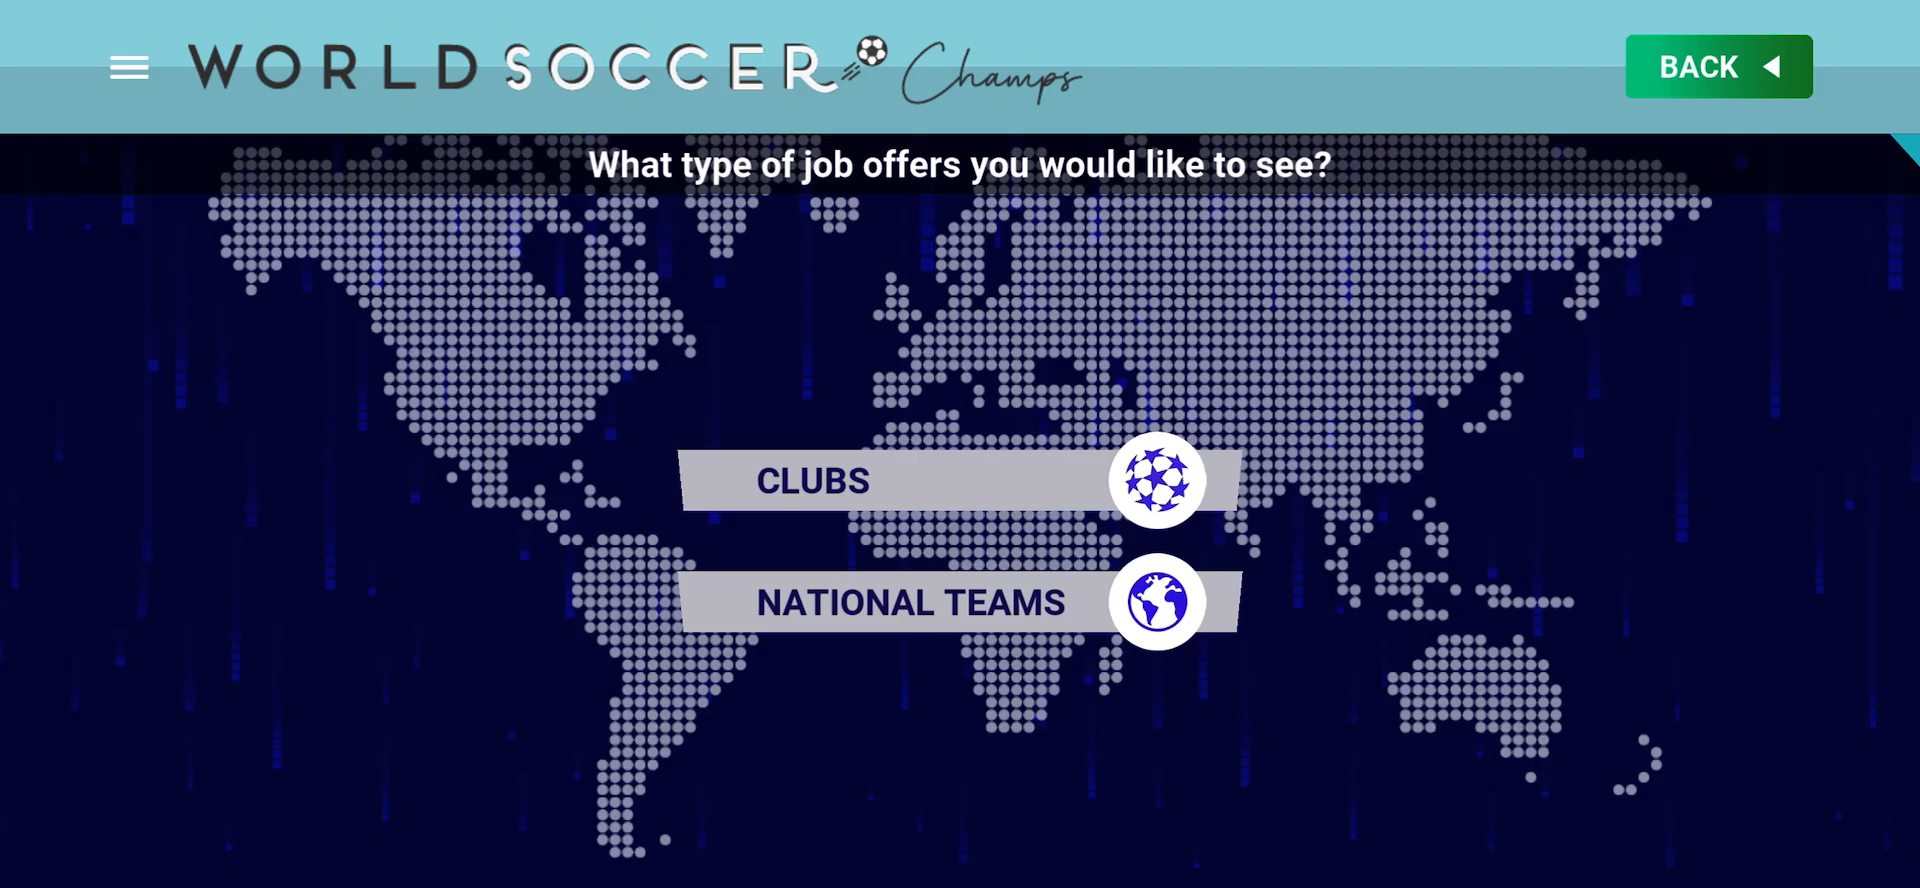 WORLD SOCCER Champs
BACK
What type of job offers you would like to see?
CLUBS
NATIONAL TEAMS